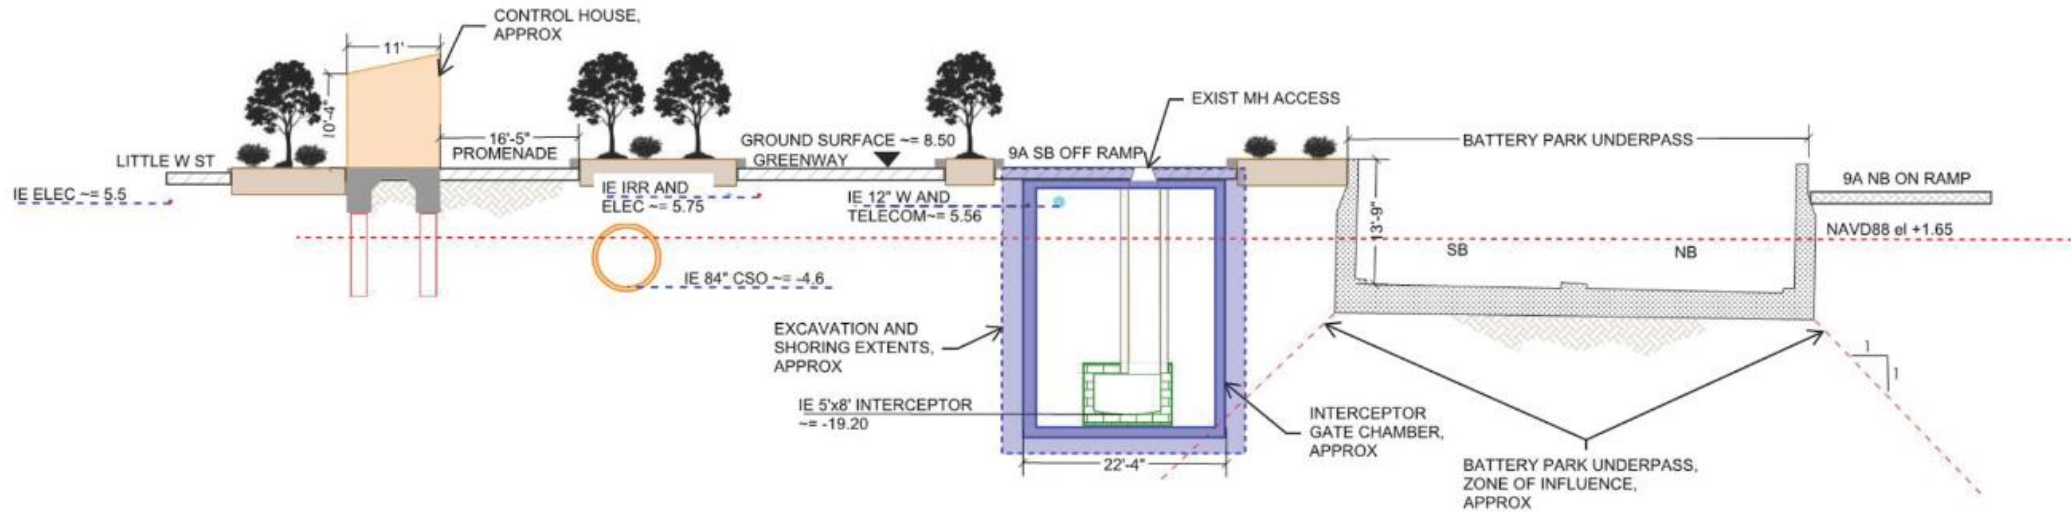 CONTROL HOUSE,
APPROX
11'
10'-4"
16'-5"
PROMENADE
LITTLE W ST
IE ELEC ~= 5.5
IE IRR AND
ELEC ~= 5.75
GROUND SURFACE ~= 8.50
GREENWAY
IE 84" CSO ~= -4.6
9A SB OFF RAMP
EXIST MH ACCESS
IE 12" W AND
TELECOM~= 5.56
EXCAVATION AND
SHORING EXTENTS,
APPROX
IE 5'x8' INTERCEPTOR
~= -19.20
22'-4"
INTERCEPTOR
GATE CHAMBER,
APPROX
BATTERY PARK UNDERPASS
13'-9"
SB
NB
9A NB ON RAMP
NAVD88 el +1.65
1
1
BATTERY PARK UNDERPASS,
ZONE OF INFLUENCE,
APPROX